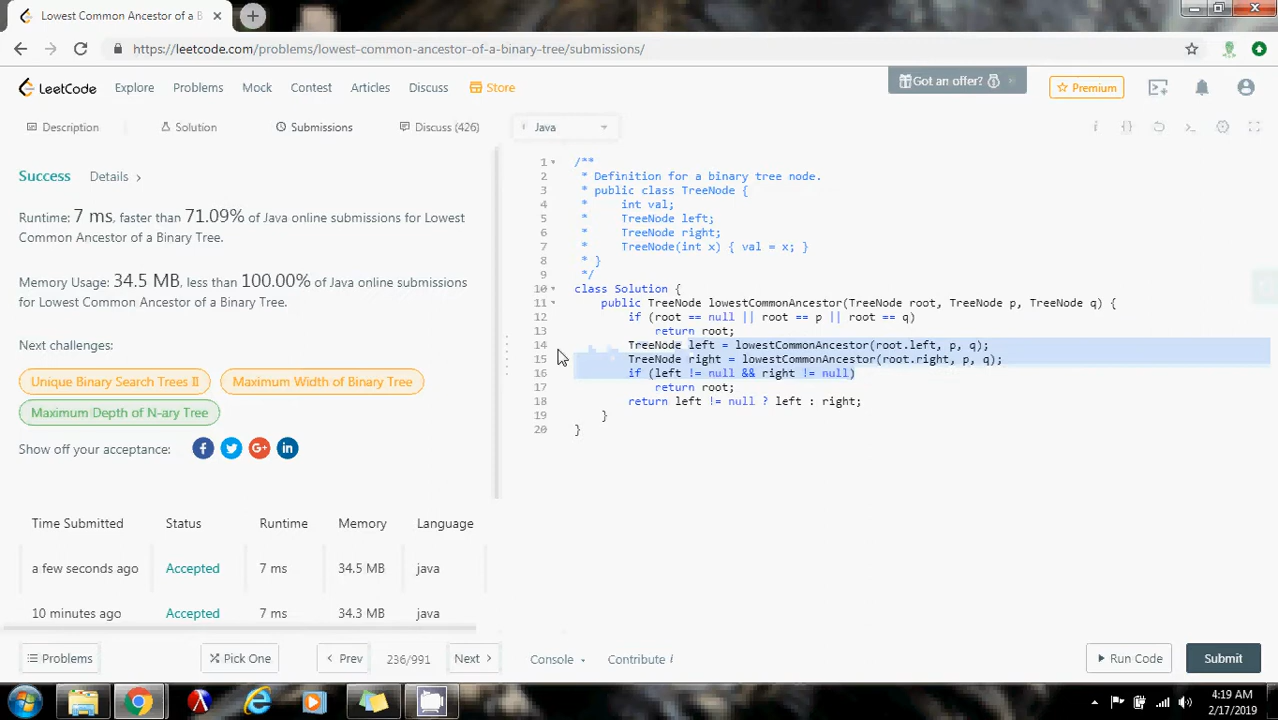 Lowest Common Ancestor of a B
https://leetcode.com/problems/lowest-common-ancestor-of-a-binary-tree/submissions/
LeetCode Explore Problems Mock Contest Articles Discuss Store Got an offer? Premium
Description Solution Submissions Discuss (426) Java
Success Details >
Runtime: 7 ms, faster than 71.09% of Java online submissions for Lowest
Common Ancestor of a Binary Tree.
Memory Usage: 34.5 MB, less than 100.00% of Java online submissions
for Lowest Common Ancestor of a Binary Tree.
Next challenges:
Unique Binary Search Trees II Maximum Width of Binary Tree
Maximum Depth of N-ary Tree
Show off your acceptance:
Time Submitted Status Runtime Memory Language
a few seconds ago Accepted 7 ms 34.5 MB java
10 minutes ago Accepted 7 ms 34.3 MB java
1 /**
2 * Definition for a binary tree node.
3 * public class TreeNode {
4 * int val;
5 * TreeNode left;
6 * TreeNode right;
7 * TreeNode(int x) { val = x; }
8 * }
9 */
10 class Solution {
11 public TreeNode lowestCommonAncestor(TreeNode root, TreeNode p, TreeNode q) {
12 if (root == null || root == p || root == q)
13 return root;
14 TreeNode left = lowestCommonAncestor(root.left, p, q);
15 TreeNode right = lowestCommonAncestor(root.right, p, q);
16 if (left != null && right != null)
17 return root;
18 return left != null ? left : right;
19 }
20 }
Problems Pick One < Prev 236/991 Next > Console Contribute i Run Code Submit
4:19 AM
2/17/2019